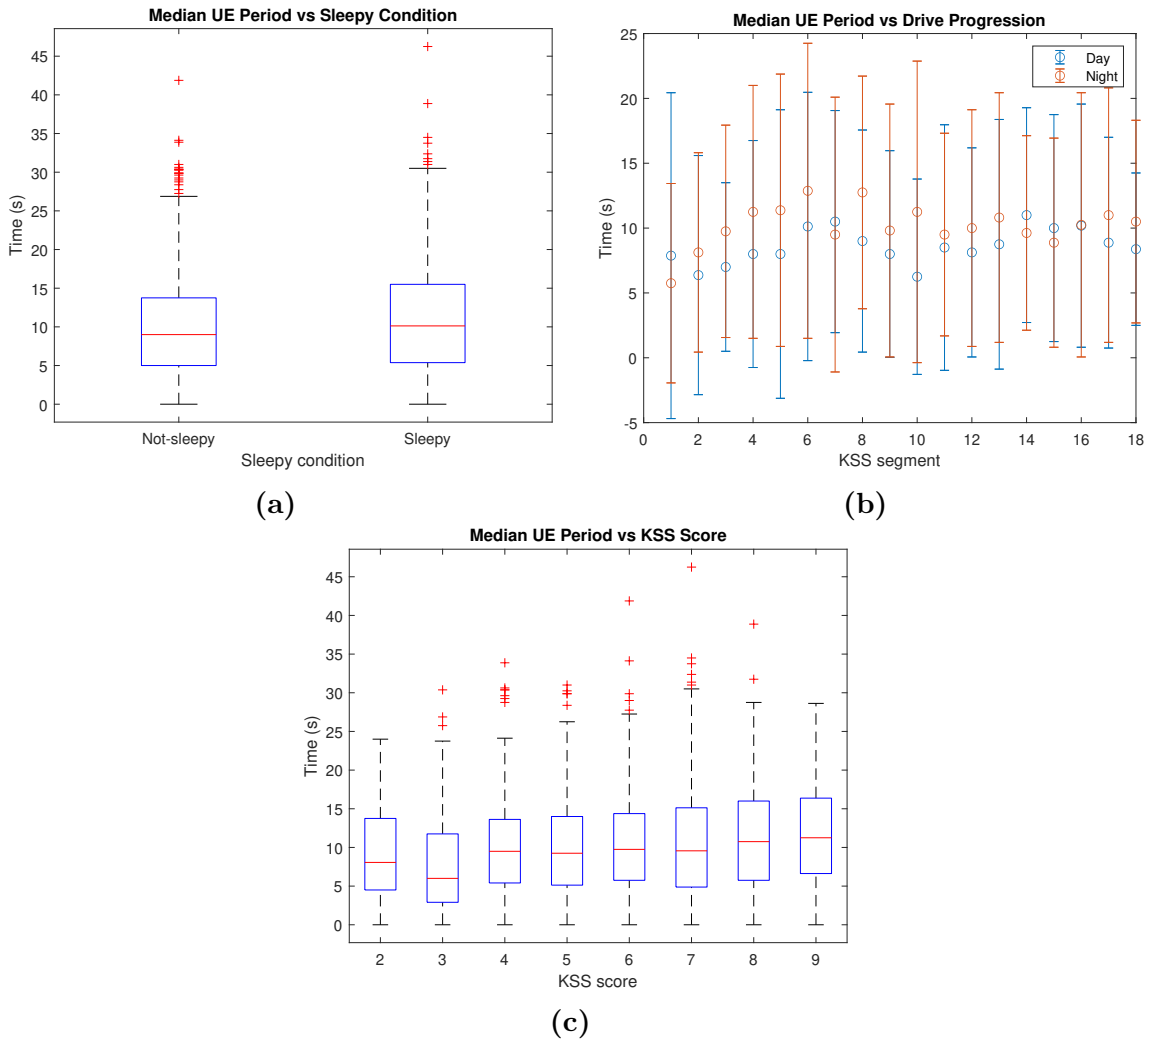 Median UE Period vs Sleepy Condition
45
40
35
30
25
20
15
10
5
0
Time (s)
Not-sleepy Sleepy
Sleepy condition
(a)
Median UE Period vs Drive Progression
Day
Night
25
20
15
10
5
0
-5
Time (s)
0 2 4 6 8 10 12 14 16 18
KSS segment
(b)
Median UE Period vs KSS Score
45
40
35
30
25
20
15
10
5
0
Time (s)
2 3 4 5 6 7 8 9
KSS score
(c)